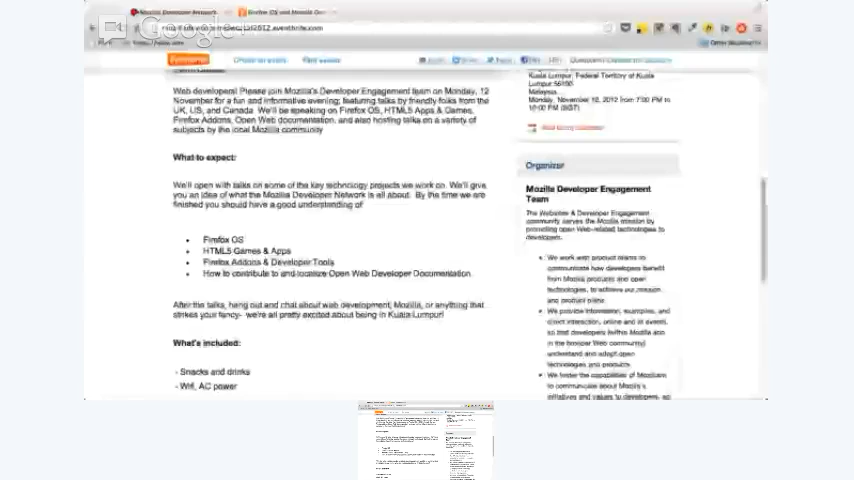 Google+
Web developers! Please join Mozilla's Developer Engagement team on Monday, 12
November for a fun and informative evening, featuring talks by friendly folks from the
UK, US, and Canada. We'll be speaking on Firefox OS, HTML5 Apps & Games,
Firefox Addons, Open Web documentation, and also hosting talks on a variety of
subjects by the local Mozilla community
What to expect:
We'll open with talks on some of the key technology projects we work on. We'll give
you an idea of what the Mozilla Developer Network is all about. By the time we are
finished you should have a good understanding of
Firefox OS
HTML5 Games & Apps
Firefox Addons & Developer Tools
How to contribute to and localize Open Web Developer Documentation.
After the talks, hang out and chat about web development, Mozilla, or anything that
strikes your fancy- we're all pretty excited about being in Kuala Lumpur!
What's included:
- Snacks and drinks
- Wifi, AC power
Kuala Lumpur, Federal Territory of Kuala
Lumpur
Malaysia
Monday, November 12, 2012 from 7:00 PM to
10:00 PM
Organizer
Mozilla Developer Engagement
Team
The Websites & Developer Engagement
community serves the Mozilla mission by
promoting open Web-related technologies to
developers.
We work with product teams to
communicate how developers benefit
from Mozilla products and open
technologies, to achieve our mission
and product plans
We provide information, examples, and
direct interaction, online and at events,
so that developers (within Mozilla and
in the broader Web community)
understand and adopt open
technologies and products
We foster the capabilities of Mozillians
to communicate about Mozilla's
initiatives and values to developers, so